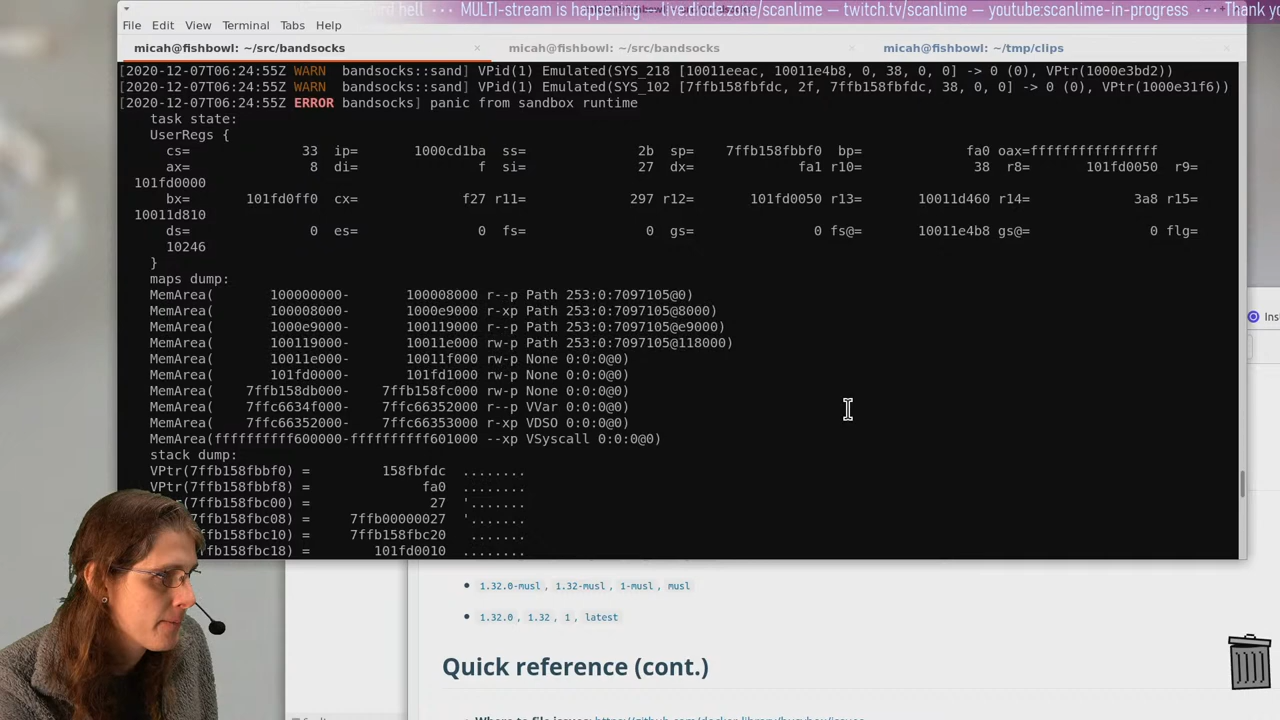 hell ··· MULTI-stream is happening — live.diode.zone/scanlime — twitch.tv/scanlime — youtube:scanlime-in-progress ··· Thank yo
File Edit View Terminal Tabs Help
micah@fishbowl: ~/src/bandsocks × micah@fishbowl: ~/src/bandsocks × micah@fishbowl: ~/tmp/clips ×
[2020-12-07T06:24:55Z WARN bandsocks::sand] VPid(1) Emulated(SYS_218 [10011eeac, 10011e4b8, 0, 38, 0, 0] -> 0 (0), VPtr(1000e3bd2))
[2020-12-07T06:24:55Z WARN bandsocks::sand] VPid(1) Emulated(SYS_102 [7ffb158fbfdc, 2f, 7ffb158fbfdc, 38, 0, 0] -> 0 (0), VPtr(1000e31f6))
[2020-12-07T06:24:55Z ERROR bandsocks] panic from sandbox runtime
task state:
UserRegs {
cs= 33 ip= 1000cd1ba ss= 2b sp= 7ffb158fbbf0 bp= fa0 oax=ffffffffffffffff
ax= 8 di= f si= 27 dx= fa1 r10= 38 r8= 101fd0050 r9=
101fd0000
bx= 101fd0ff0 cx= f27 r11= 297 r12= 101fd0050 r13= 10011d460 r14= 3a8 r15=
10011d810
ds= 0 es= 0 fs= 0 gs= 0 fs@= 10011e4b8 gs@= 0 flg=
10246
}
maps dump:
MemArea( 100000000- 100008000 r--p Path 253:0:7097105@0)
MemArea( 100008000- 1000e9000 r-xp Path 253:0:7097105@8000)
MemArea( 1000e9000- 100119000 r--p Path 253:0:7097105@e9000)
MemArea( 100119000- 10011e000 rw-p Path 253:0:7097105@118000)
MemArea( 10011e000- 10011f000 rw-p None 0:0:0@0)
MemArea( 101fd0000- 101fd1000 rw-p None 0:0:0@0)
MemArea( 7ffb158db000- 7ffb158fc000 rw-p None 0:0:0@0)
MemArea( 7ffc6634f000- 7ffc66352000 r--p VVar 0:0:0@0)
MemArea( 7ffc66352000- 7ffc66353000 r-xp VDSO 0:0:0@0)
MemArea(ffffffffff600000-ffffffffff601000 --xp VSyscall 0:0:0@0)
stack dump:
VPtr(7ffb158fbbf0) = 158fbfdc ........
VPtr(7ffb158fbbf8) = fa0 ........
(7ffb158fbc00) = 27 '.......
ffb158fbc08) = 7ffb00000027 '.......
ffb158fbc10) = 7ffb158fbc20 .......
ffb158fbc18) = 101fd0010 ........
Ins
1.32.0-musl, 1.32-musl, 1-musl, musl
1.32.0, 1.32, 1, latest
Quick reference (cont.)